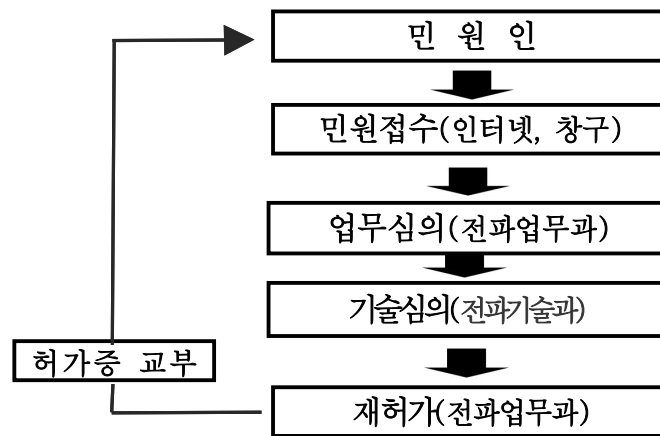 민 원 인
민원접수(인터넷, 창구)
업무심의(전파업무과)
기술심의(전파기술과)
허가증 교부
재허가(전파업무과)